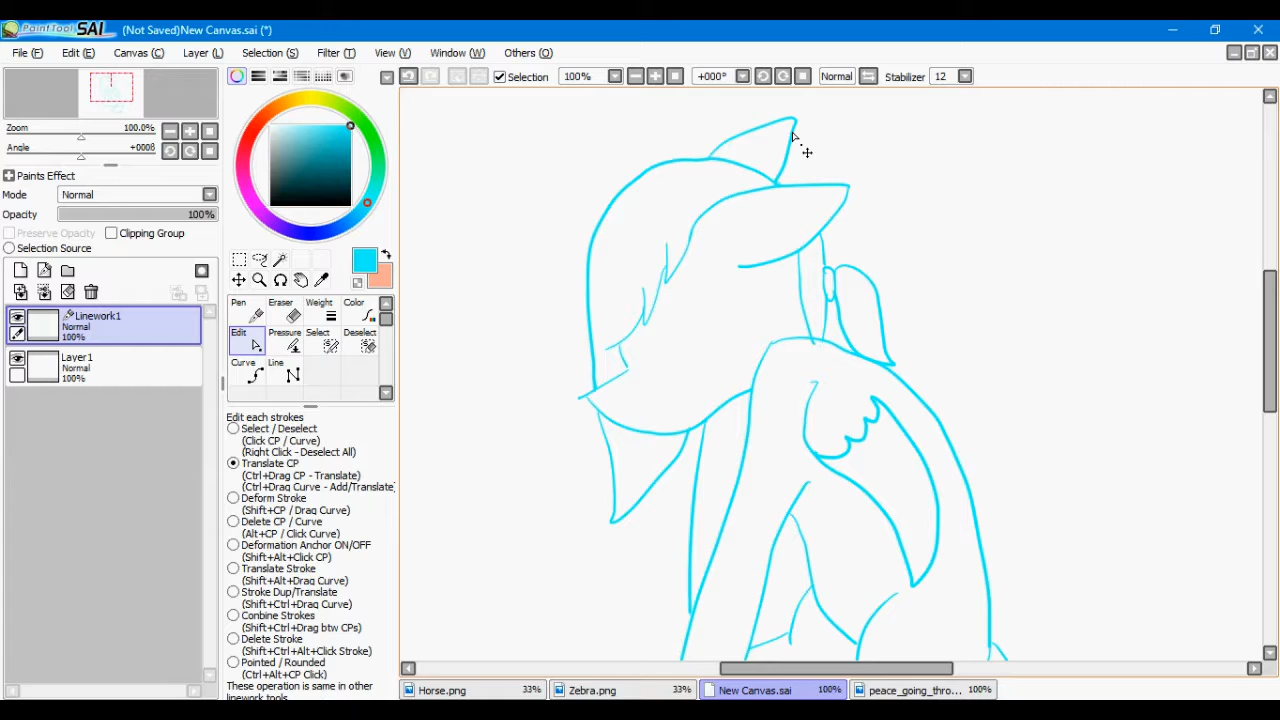 PaintTool SAI (Not Saved)New Canvas.sai (*)
File (F) Edit (E) Canvas (C) Layer (L) Selection (S) Filter (T) View (V) Window (W) Others (O)
Selection 100% +000° Normal Stabilizer 12
Zoom 100.0%
Angle +000ß
Paints Effect
Mode Normal
Opacity 100%
Preserve Opacity Clipping Group
Selection Source
Linework1
Normal
100%
Layer1
Normal
100%
Pen Eraser Weight Color
Edit Pressure Select Deselect
Curve Line
Edit each strokes
Select / Deselect
(Click CP / Curve)
(Right Click - Deselect All)
Translate CP
(Ctrl+Drag CP - Translate)
(Ctrl+Drag Curve - Add/Translate
Deform Stroke
(Shift+CP / Drag Curve)
Delete CP / Curve
(Alt+CP / Click Curve)
Deformation Anchor ON/OFF
(Shift+Alt+Click CP)
Translate Stroke
(Shift+Alt+Drag Curve)
Stroke Dup/Translate
(Shift+Ctrl+Drag Curve)
Conbine Strokes
(Shift+Ctrl+Drag btw CPs)
Delete Stroke
(Shift+Ctrl+Alt+Click Stroke)
Pointed / Rounded
(Ctrl+Alt+CP Click)
These operation is same in other
linework tools
Horse.png 33% Zebra.png 33% New Canvas.sai 100% peace_going_thro... 100%